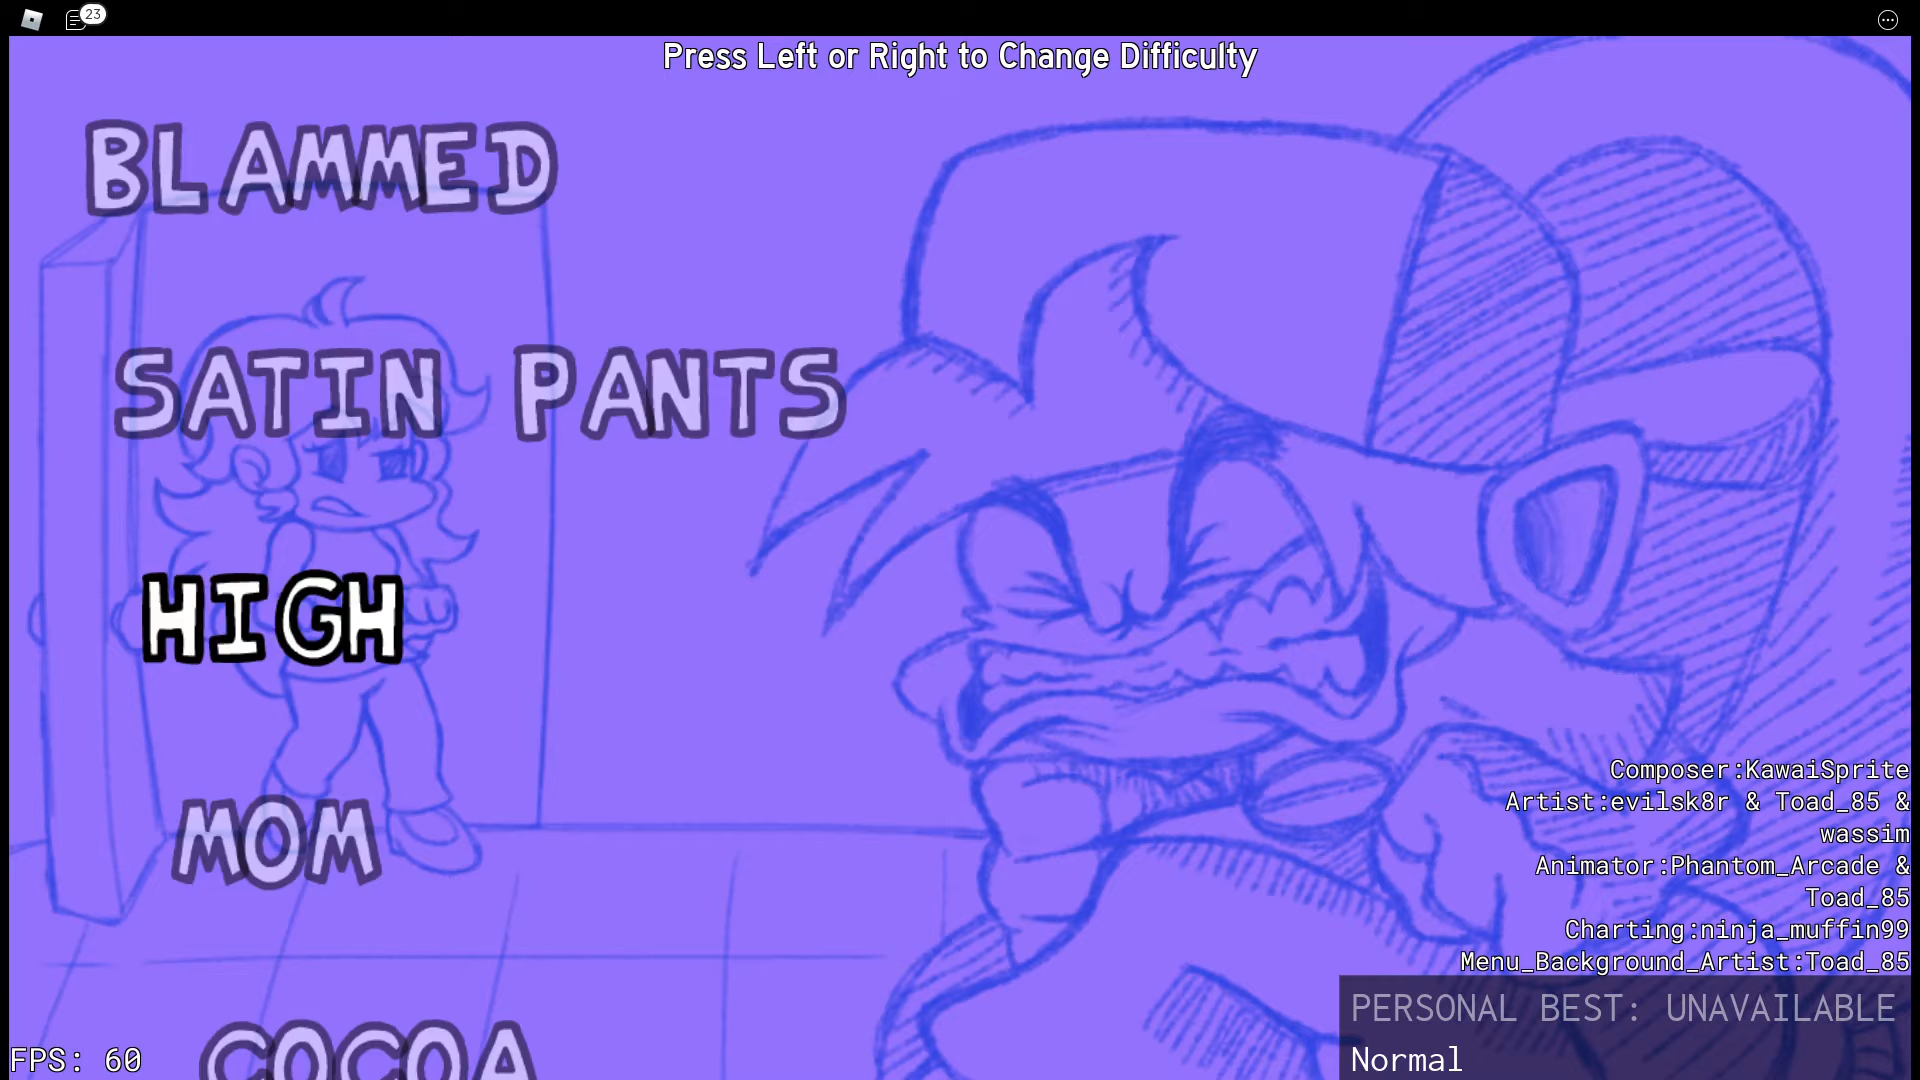 23
Press Left or Right to Change Difficulty
BLAMMED
SATIN PANTS
HIGH
MOM
COCOA
Composer:KawaiSprite
Artist:evilsk8r & Toad_85 &
wassim
Animator:Phantom_Arcade &
Toad_85
Charting:ninja_muffin99
Menu_Background_Artist:Toad_85
PERSONAL BEST: UNAVAILABLE
FPS: 60
Normal